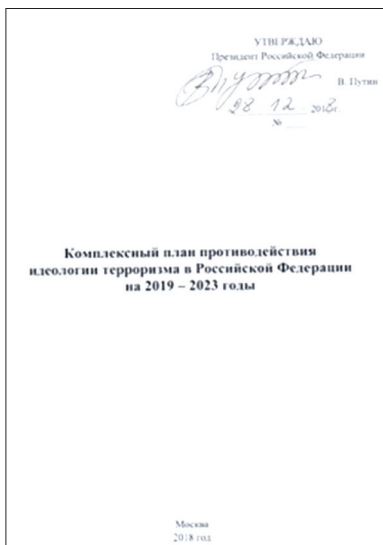 УТВЕРЖДАЮ
Президент Российской Федерации
В. Путин
28 12 2018г.
№
Комплексный план противодействия
идеологии терроризма в Российской Федерации
на 2019 – 2023 годы
Москва
2018 год